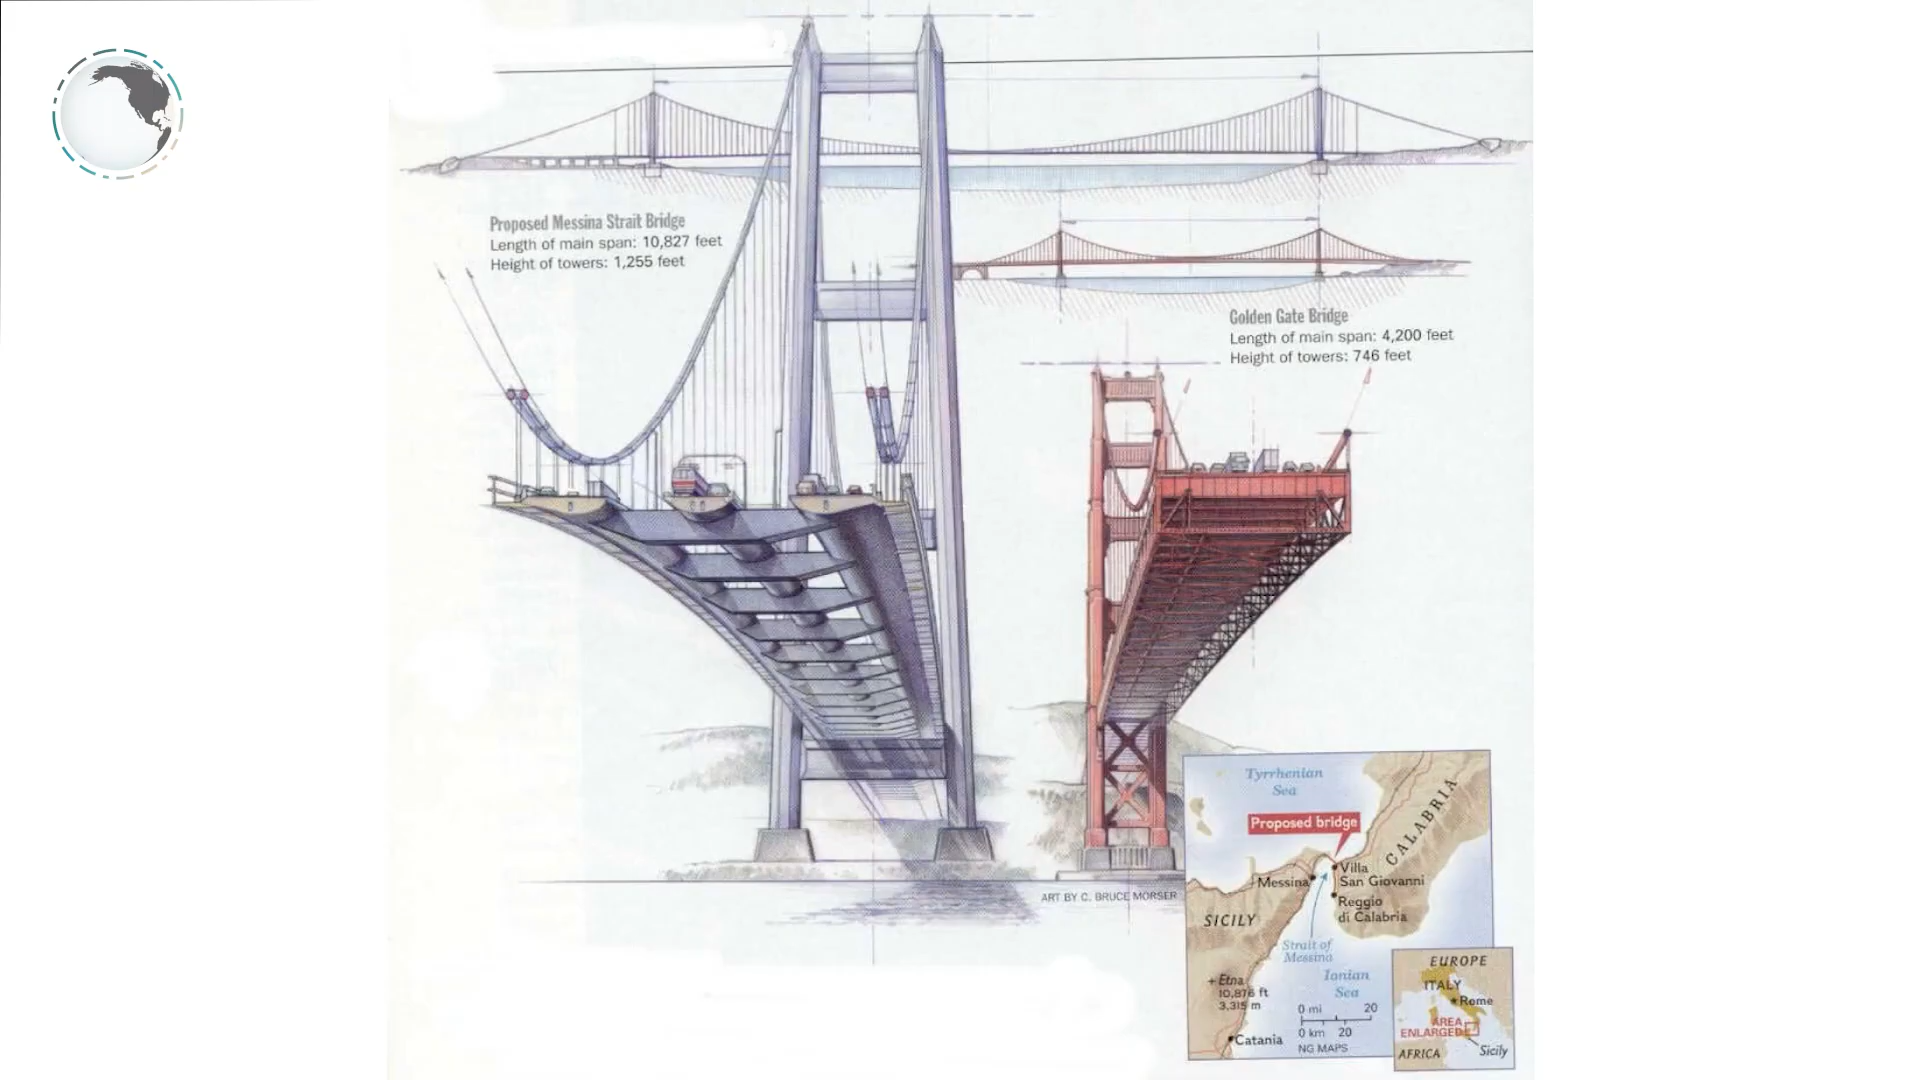 Proposed Messina Strait Bridge
Length of main span: 10,827 feet
Height of towers: 1,255 feet
Golden Gate Bridge
Length of main span: 4,200 feet
Height of towers: 746 feet
ART BY C. BRUCE MORSER
Tyrrhenian
Sea
Proposed bridge
CALABRIA
Villa
San Giovanni
Messina
Reggio
di Calabria
SICILY
Strait of
Messina
Ionian
Sea
+ Etna
10,876 ft
3,315 m
0 mi 20
0 km 20
NG MAPS
Catania
EUROPE
ITALY
Rome
AREA
ENLARGED
AFRICA
Sicily